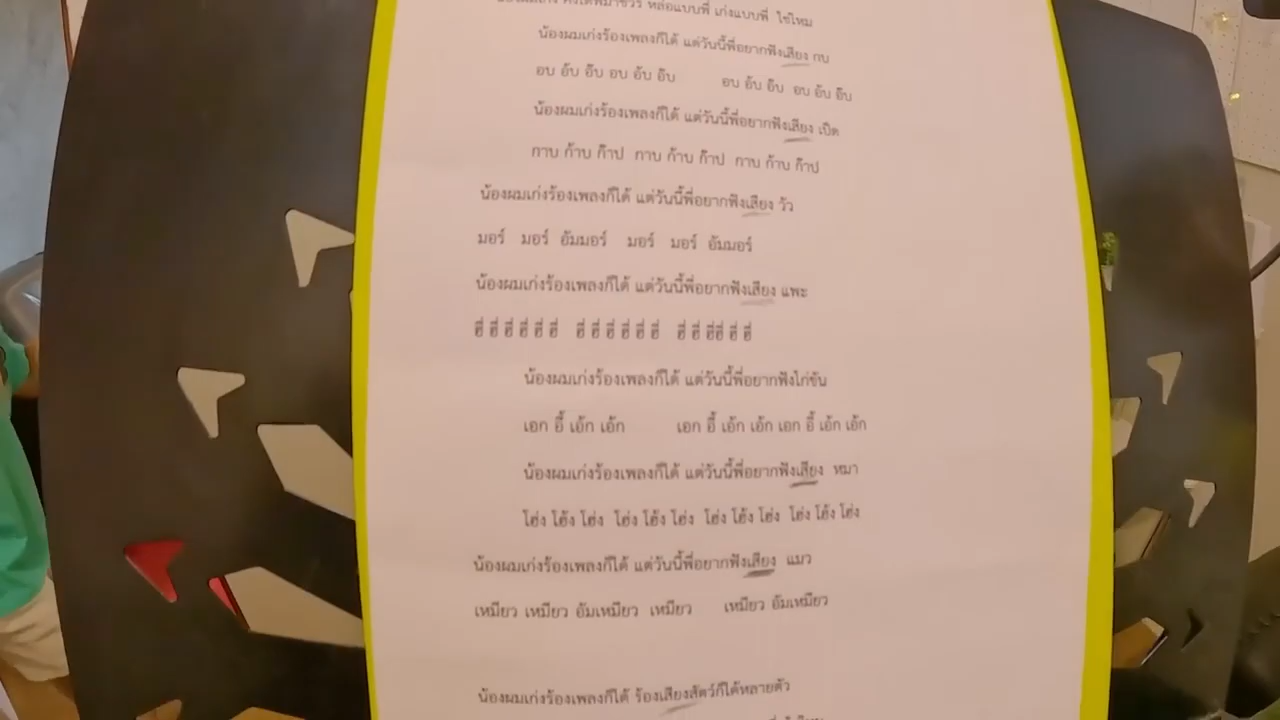 หล่อแบบพี่ เก่งแบบพี่ ใช่ไหม
น้องผมเก่งร้องเพลงก็ได้ แต่วันนี้พี่อยากฟังเสียง กบ
อบ อ๊บ อ๊บ อบ อ๊บ อ๊บ อบ อ๊บ อ๊บ อบ อ๊บ อ๊บ
น้องผมเก่งร้องเพลงก็ได้ แต่วันนี้พี่อยากฟังเสียง เป็ด
กาบ ก้าบ ก๊าป กาบ ก้าบ ก๊าป กาบ ก้าบ ก๊าป
น้องผมเก่งร้องเพลงก็ได้ แต่วันนี้พี่อยากฟังเสียง วัว
มอร์ มอร์ อัมมอร์ มอร์ มอร์ อัมมอร์
น้องผมเก่งร้องเพลงก็ได้ แต่วันนี้พี่อยากฟังเสียง แพะ
ฮี่ ฮี่ ฮี่ ฮี่ ฮี่ ฮี่ ฮี่ ฮี่ ฮี่ ฮี่ ฮี่ ฮี่ ฮี่ ฮี่ ฮี่ฮี่ ฮี่ ฮี่
น้องผมเก่งร้องเพลงก็ได้ แต่วันนี้พี่อยากฟังไก่ขัน
เอก อี้ เอ้ก เอ้ก เอก อี้ เอ้ก เอ้ก เอก อี้ เอ้ก เอ้ก
น้องผมเก่งร้องเพลงก็ได้ แต่วันนี้พี่อยากฟังเสียง หมา
โฮ่ง โฮ้ง โฮ่ง โฮ่ง โฮ้ง โฮ่ง โฮ่ง โฮ้ง โฮ่ง โฮ่ง โฮ้ง โฮ่ง
น้องผมเก่งร้องเพลงก็ได้ แต่วันนี้พี่อยากฟังเสียง แมว
เหมียว เหมียว อัมเหมียว เหมียว เหมียว อัมเหมียว
น้องผมเก่งร้องเพลงก็ได้ ร้องเสียงสัตว์ก็ได้หลายตัว